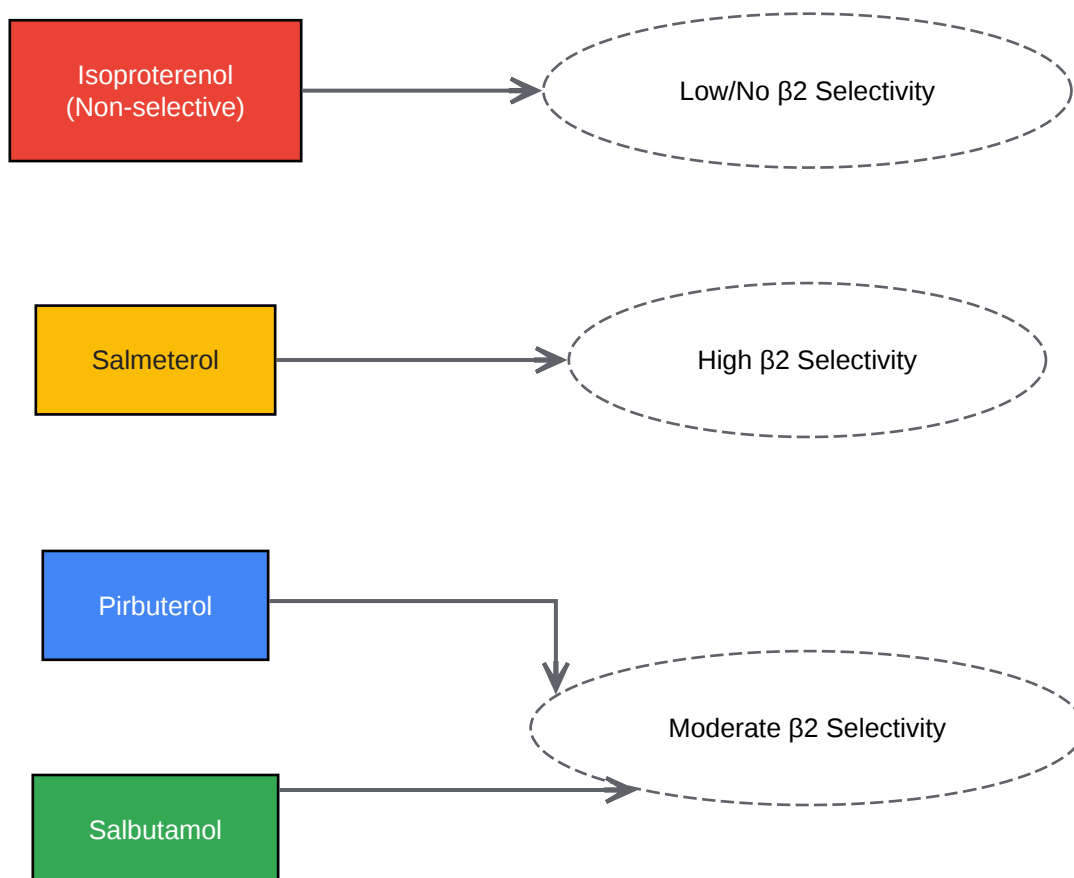 Isoproterenol
(Non-selective)
Low/No β2 Selectivity
Salmeterol
High β2 Selectivity
Pirbuterol
Moderate β2 Selectivity
Salbutamol